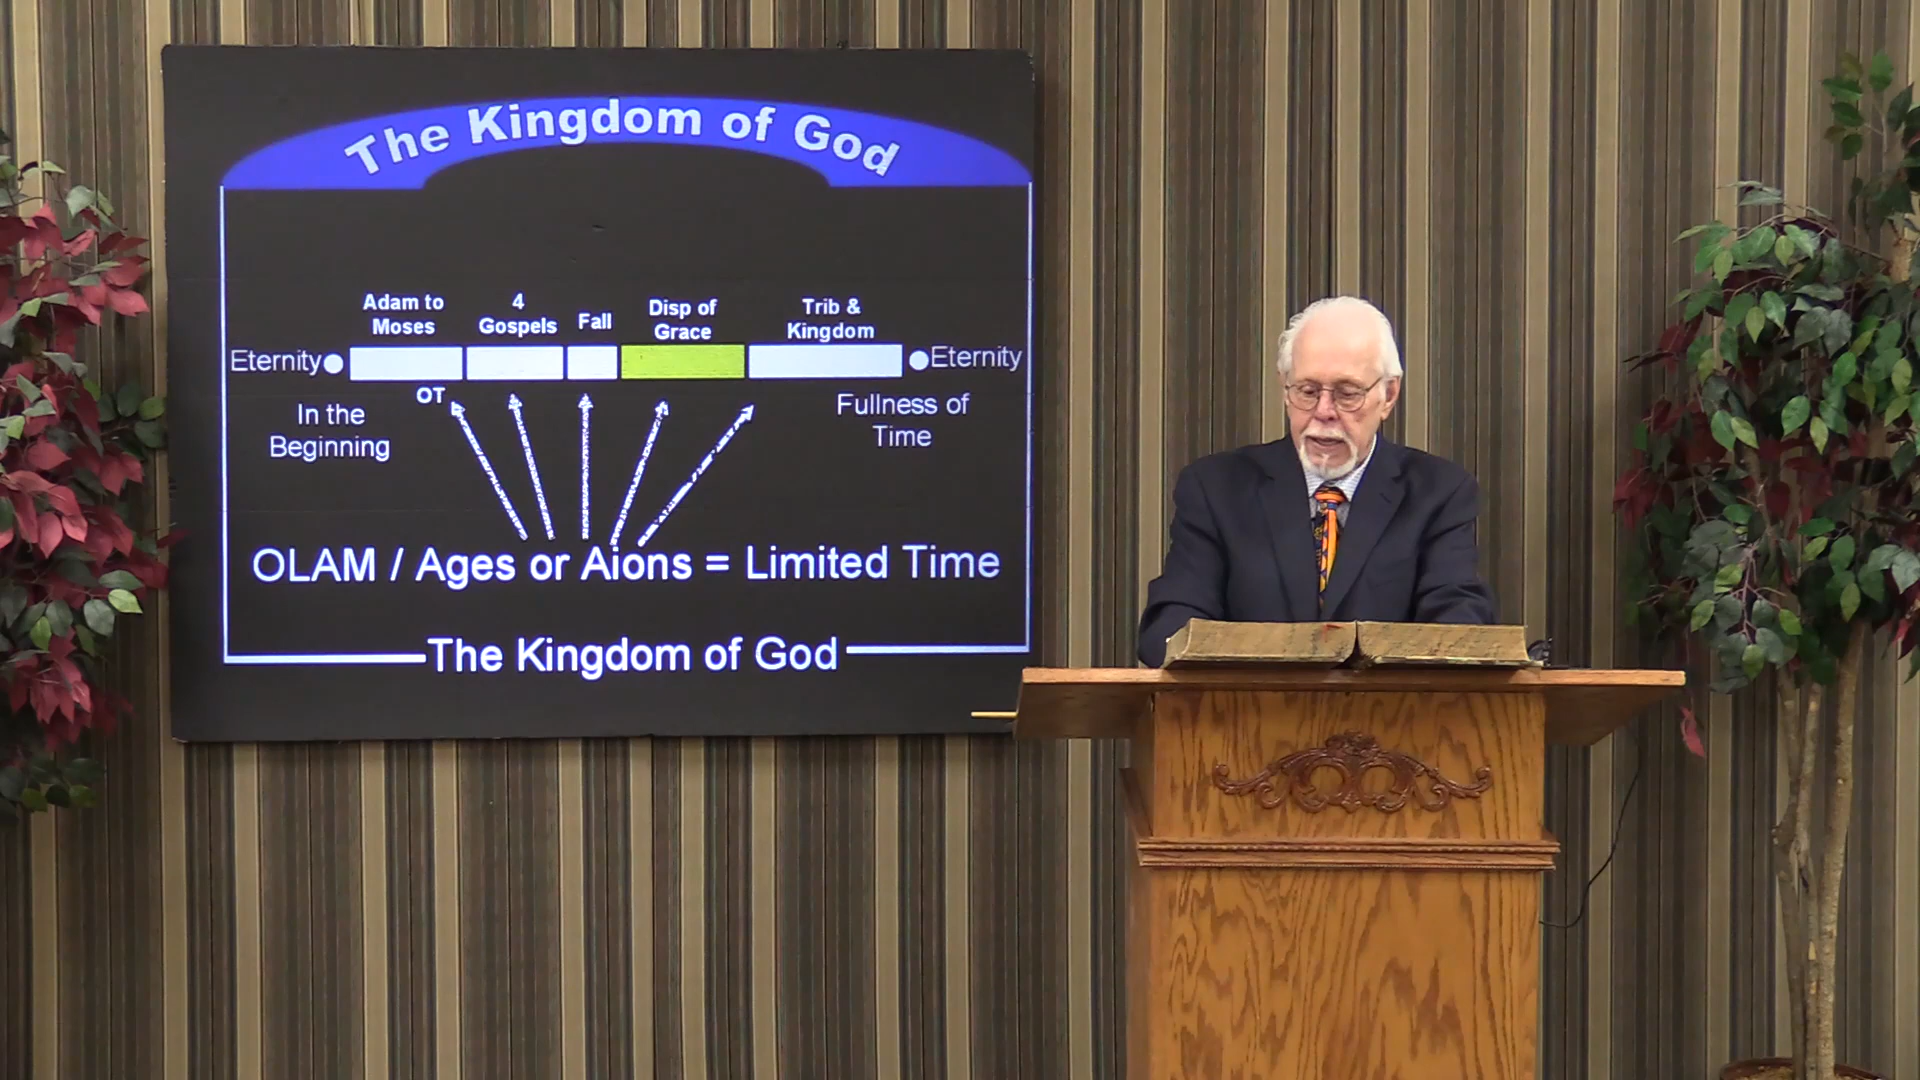 The Kingdom of God
Adam to
Moses
4
Gospels
Fall
Disp of
Grace
Trib &
Kingdom
Eternity
Eternity
OT
In the
Beginning
Fullness of
Time
OLAM / Ages or Aions = Limited Time
The Kingdom of God